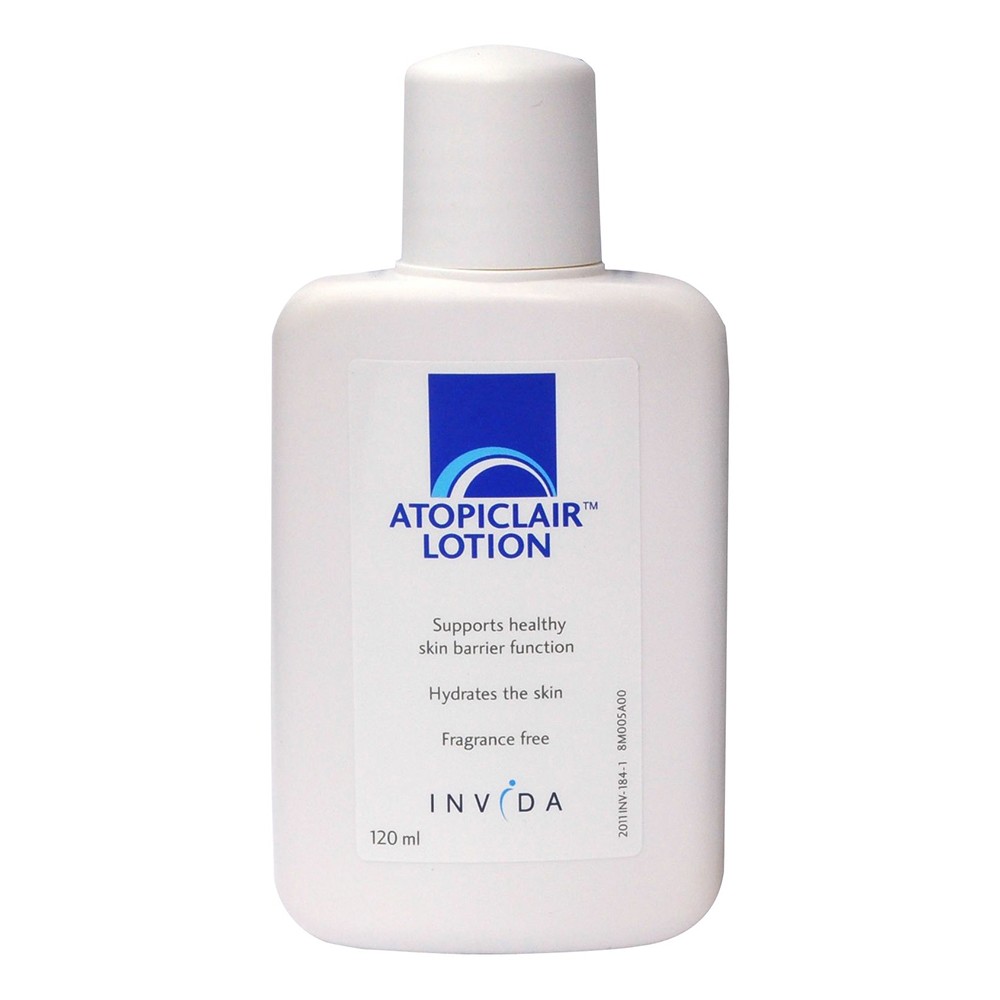 ATOPICLAIR™
LOTION
Supports healthy
skin barrier function
Hydrates the skin
Fragrance free
INVIDA
120 ml
2011INV-184-1 8M005A00